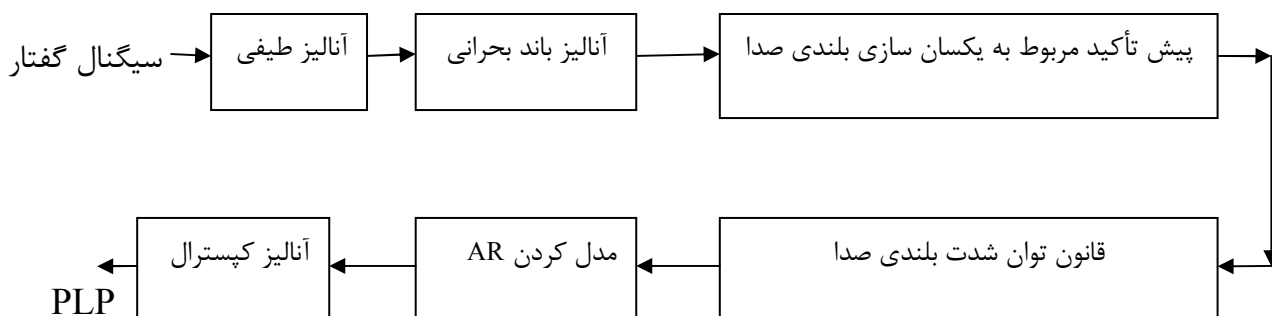 سیگنال گفتار
آنالیز طیفی
آنالیز باند بحرانی
پیش تأکید مربوط به یکسان سازی بلندی صدا
قانون توان شدت بلندی صدا
مدل کردن AR
آنالیز کپسترال
PLP